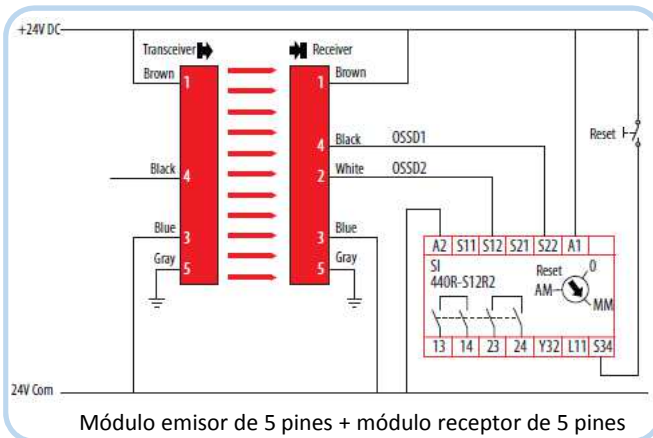 +24V DC
Transceiver Receiver
Brown Brown
1 1
Reset
4 Black OSSD1
Black 4 2 White OSSD2
Blue 3 3 Blue
Gray 5 5 Gray
A2 S11 S12 S21 S22 A1
SI Reset 0
440R-S12R2 AM MM
13 14 23 24 Y32 L11 S34
24V Com
Módulo emisor de 5 pines + módulo receptor de 5 pines